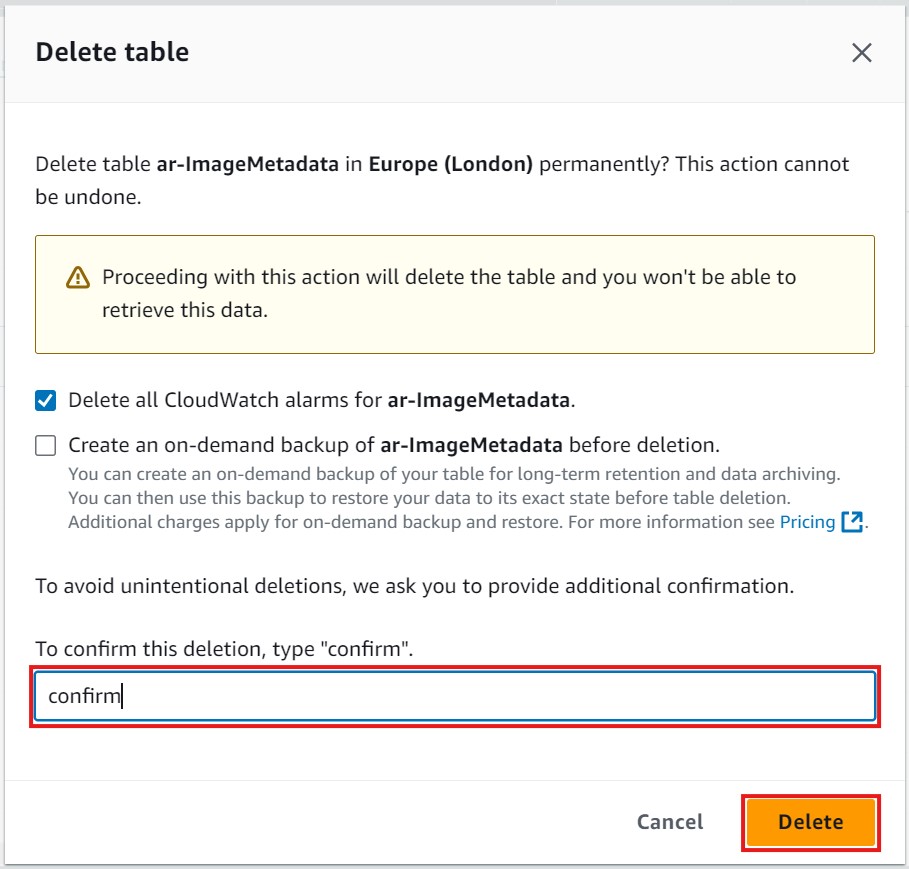 Delete table
Delete table ar-ImageMetadata in Europe (London) permanently? This action cannot
be undone.
Proceeding with this action will delete the table and you won't be able to
retrieve this data.
Delete all CloudWatch alarms for ar-ImageMetadata.
Create an on-demand backup of ar-ImageMetadata before deletion.
You can create an on-demand backup of your table for long-term retention and data archiving.
You can then use this backup to restore your data to its exact state before table deletion.
Additional charges apply for on-demand backup and restore. For more information see Pricing.
To avoid unintentional deletions, we ask you to provide additional confirmation.
To confirm this deletion, type "confirm".
confirm
Cancel Delete